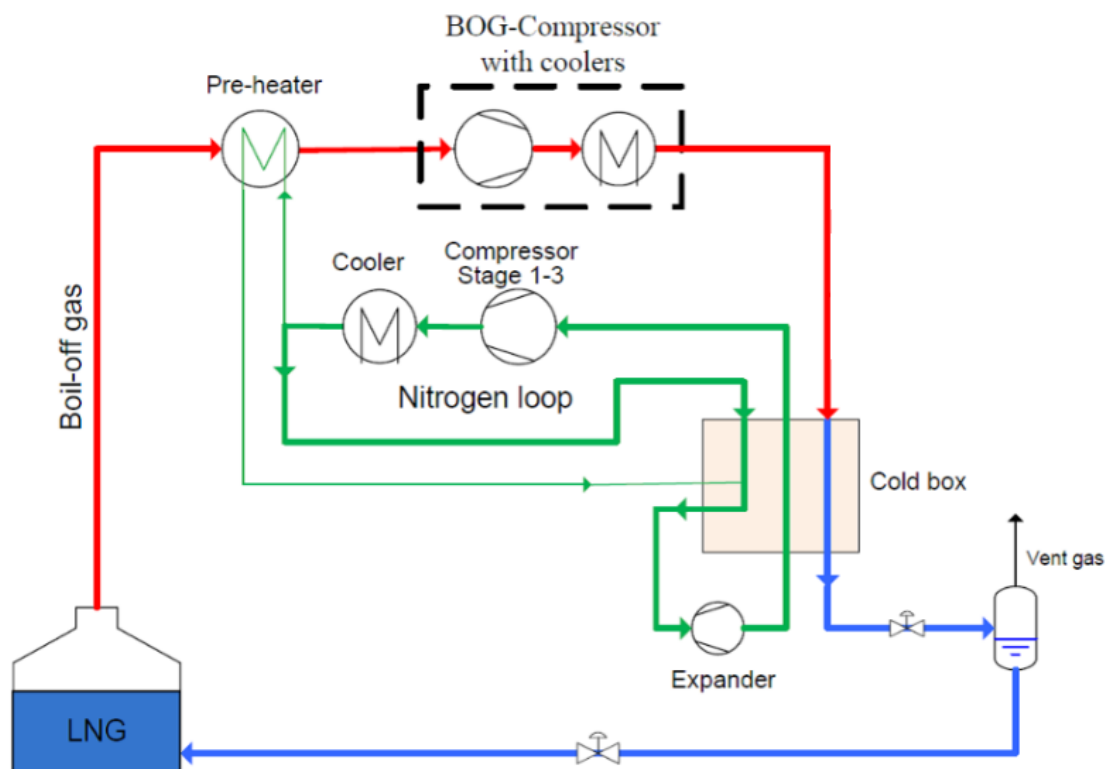 BOG-Compressor
with coolers
Pre-heater
Boil-off gas
Cooler
Compressor
Stage 1-3
Nitrogen loop
Cold box
Vent gas
Expander
LNG